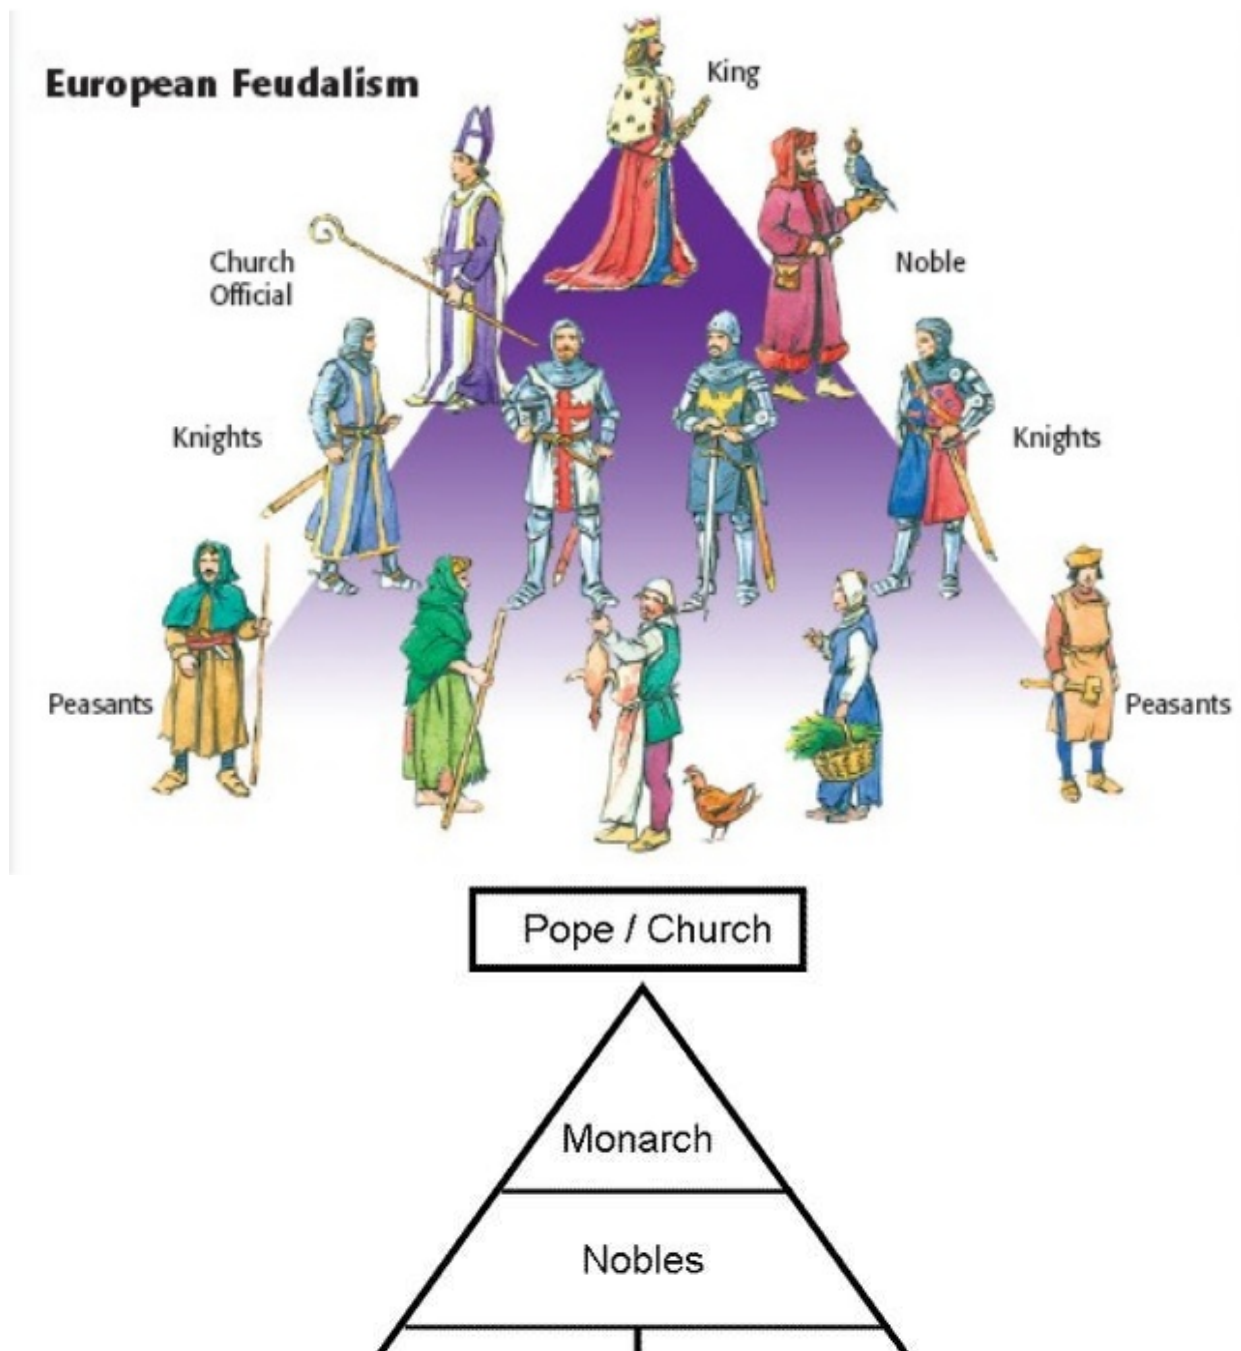 European Feudalism
King
Church
Official
Noble
Knights
Knights
Peasants
Peasants
Pope / Church
Monarch
Nobles